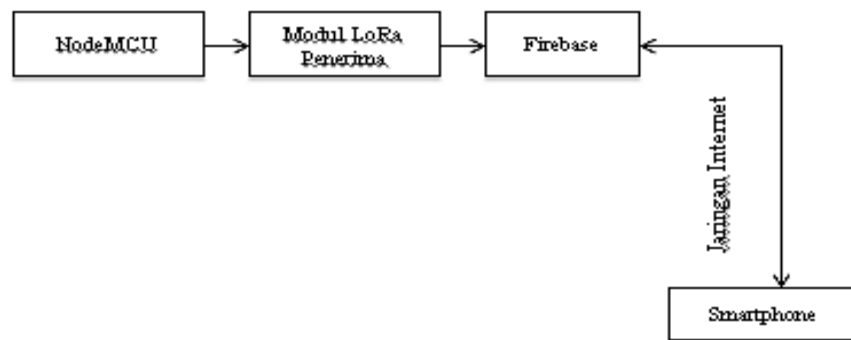 NodeMCU
Modul LoRa
Penerima
Firebase
Jaringan Internet
Smartphone